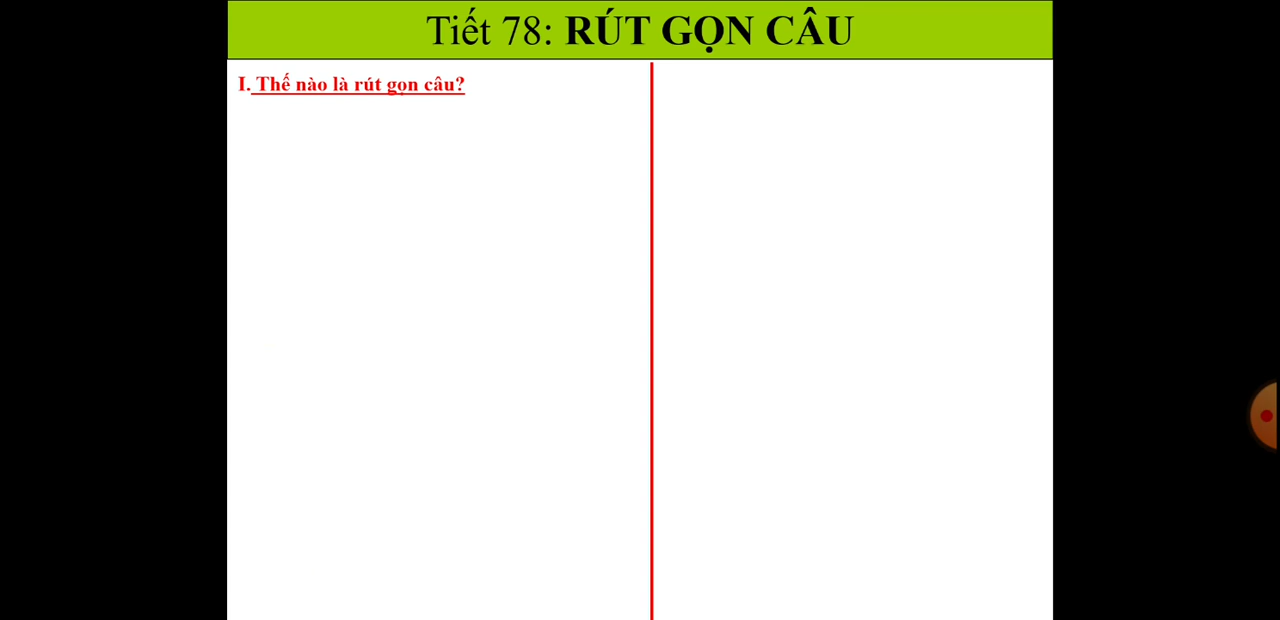 Tiết 78: RÚT GỌN CÂU
I. Thế nào là rút gọn câu?